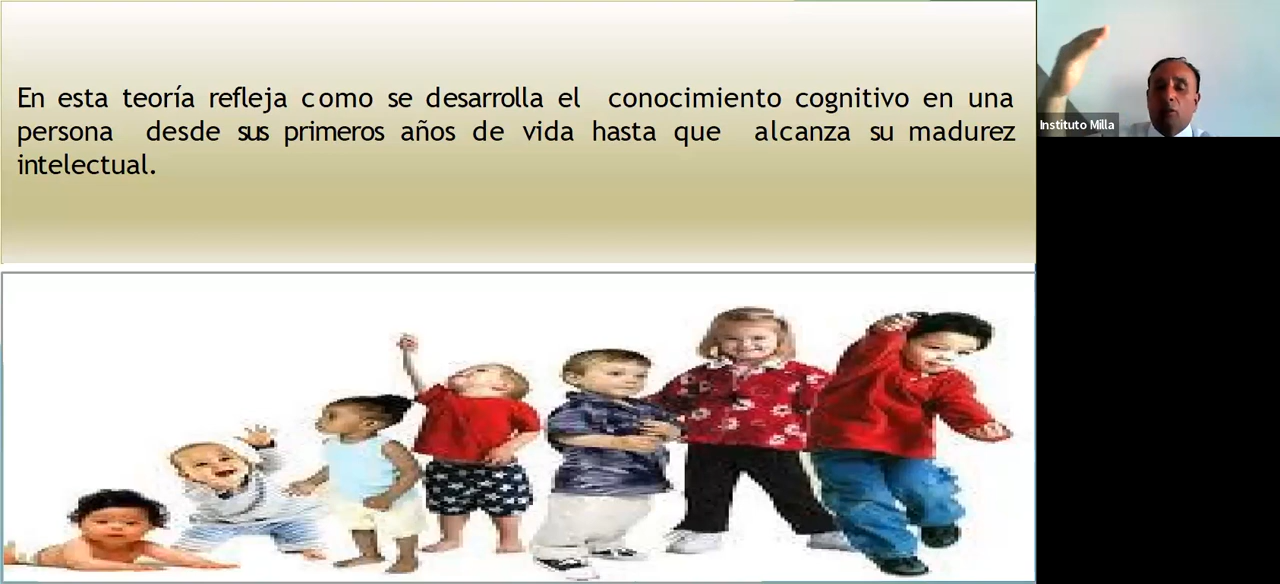 En esta teoría refleja como se desarrolla el conocimiento cognitivo en una
persona desde sus primeros años de vida hasta que alcanza su madurez
intelectual.
Instituto Milla